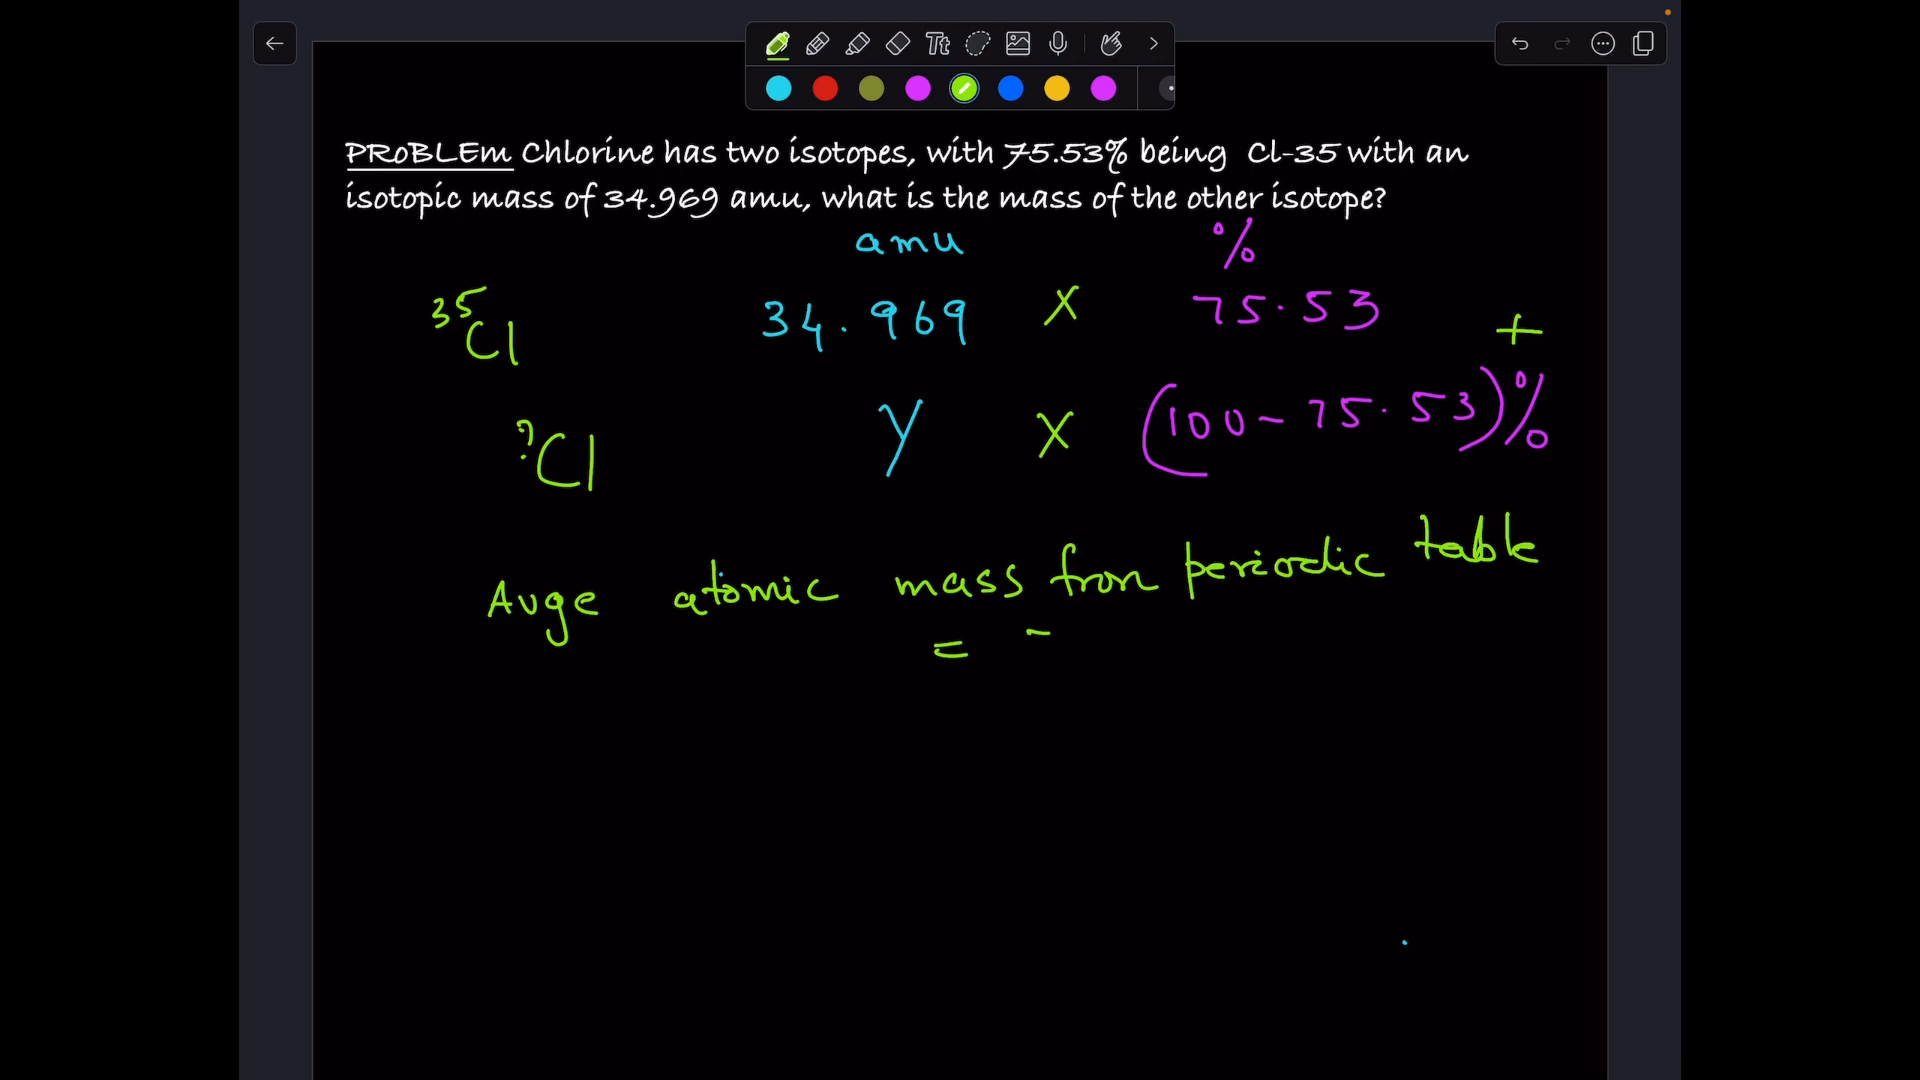 Tt
PRoBLEm Chlorine has two isotopes, with 75.53% being Cl-35 with an
isotopic mass of 34.969 amu, what is the mass of the other isotope?
amu %
35Cl 34.969 X 75.53 +
?Cl y X (100-75.53)%
Avge atomic mass from periodic table
= -